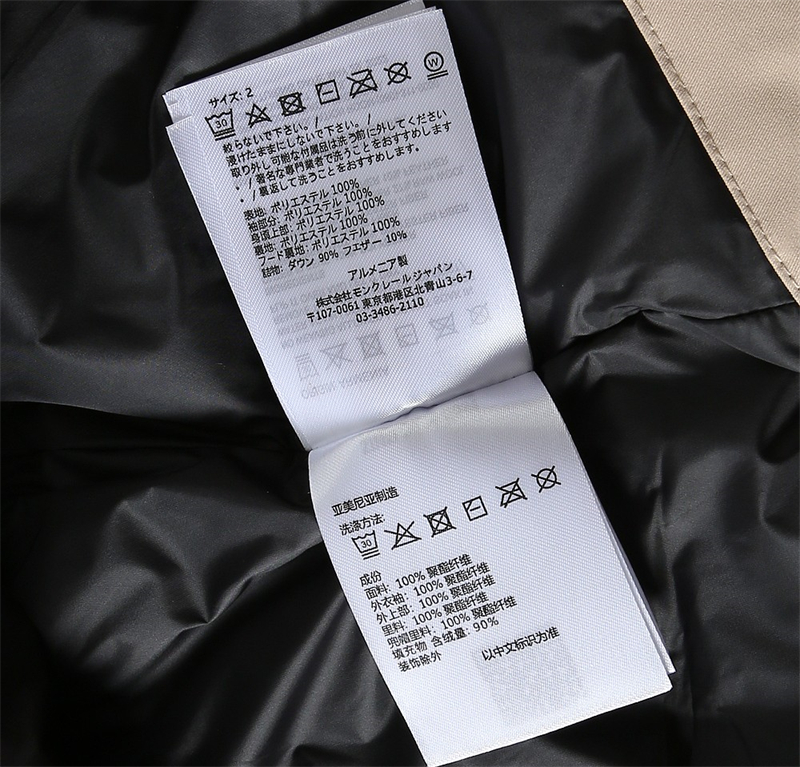 サイズ: 2
30
W
絞らないで下さい。/
浸けたままにしないで下さい。 /
取り外し可能な付属品は洗う前に外してください
. /著名な専門業者で洗うことをおすすめします
. /裏返して洗うことをおすすめします。
表地: ポリエステル 100%
袖部分: ポリエステル 100%
身頃上部: ポリエステル 100%
裏地: ポリエステル 100%
フード裏地: ポリエステル 100%
詰物: ダウン 90% フェザー 10%
アルメニア製
株式会社 モンクレール ジャパン
〒107-0061 東京都港区北青山3-6-7
03-3486-2110
亚美尼亚制造
洗涤方法:
30
成份
面料: 100% 聚酯纤维
外衣袖: 100% 聚酯纤维
外上部: 100% 聚酯纤维
里料: 100% 聚酯纤维
兜帽里料: 100% 聚酯纤维
填充物 含绒量: 90%
装饰除外
以中文标识为准